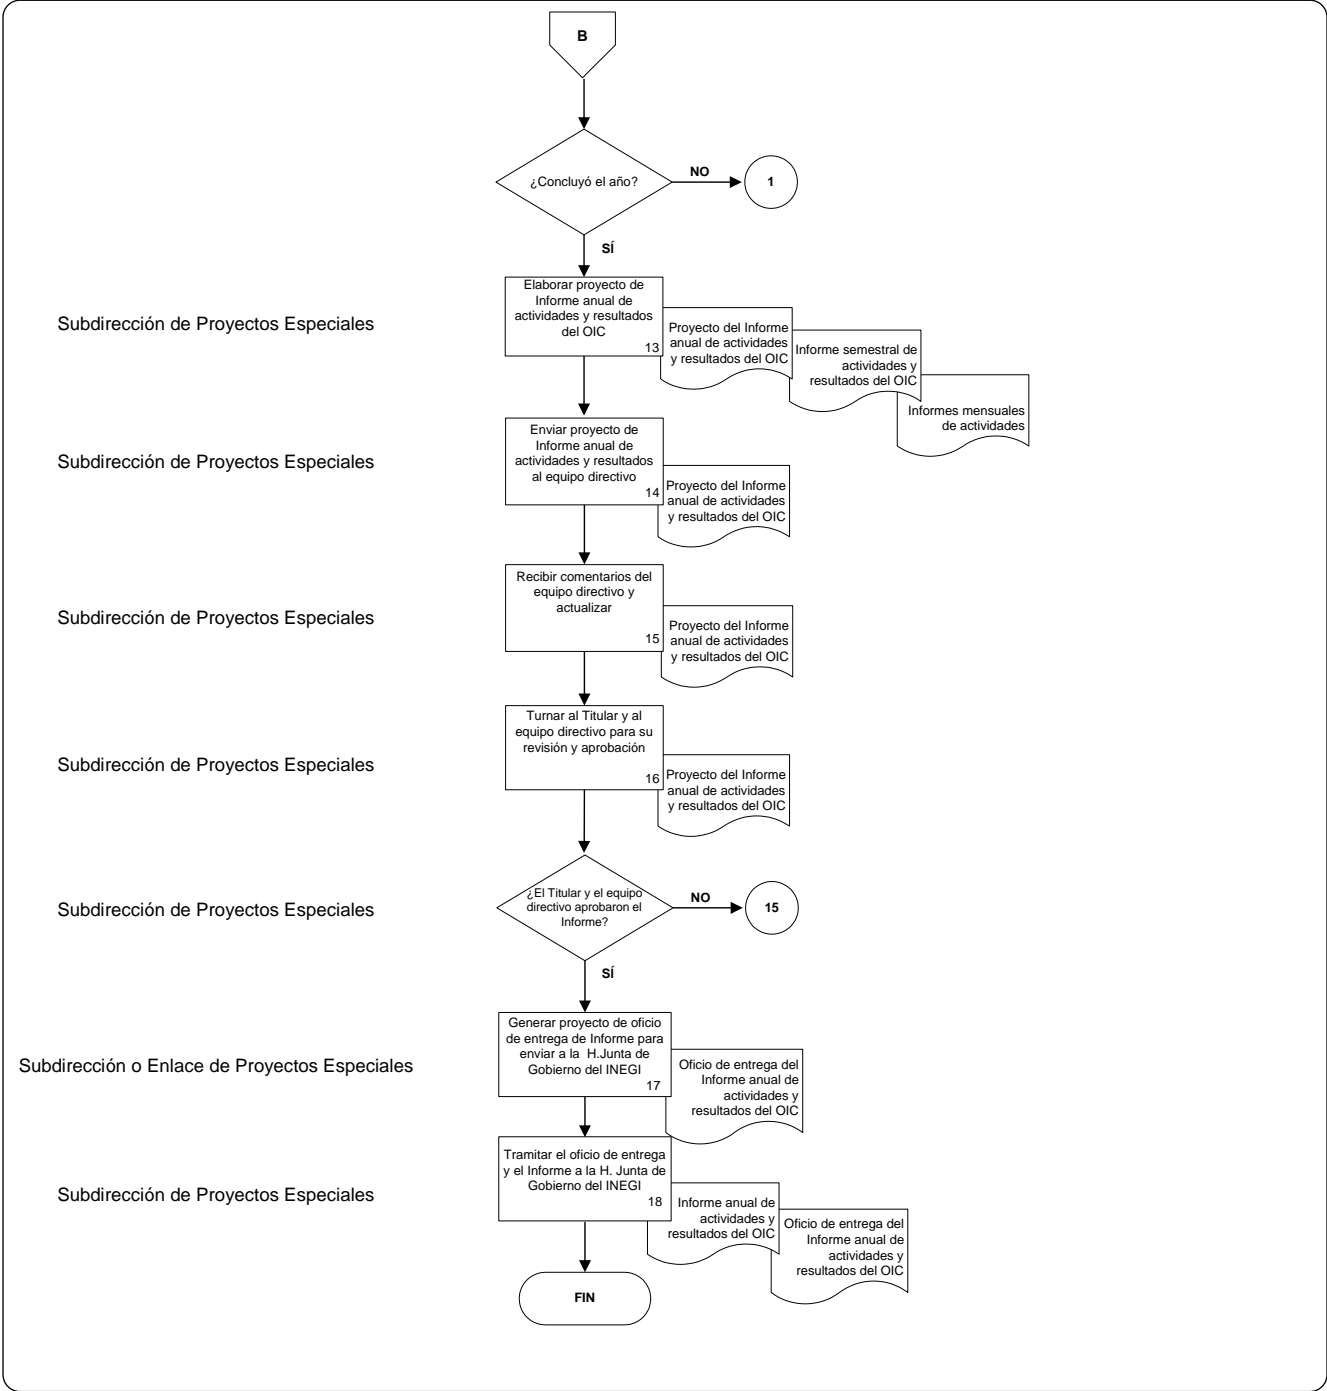 B
¿Concluyó el año?
NO
1
SÍ
Subdirección de Proyectos Especiales
Elaborar proyecto de
Informe anual de
actividades y resultados
del OIC
13
Proyecto del Informe
anual de actividades
y resultados del OIC
Informe semestral de
actividades y
resultados del OIC
Informes mensuales
de actividades
Subdirección de Proyectos Especiales
Enviar proyecto de
Informe anual de
actividades y resultados
al equipo directivo
14
Proyecto del Informe
anual de actividades
y resultados del OIC
Subdirección de Proyectos Especiales
Recibir comentarios del
equipo directivo y
actualizar
15
Proyecto del Informe
anual de actividades
y resultados del OIC
Subdirección de Proyectos Especiales
Turnar al Titular y al
equipo directivo para su
revisión y aprobación
16
Proyecto del Informe
anual de actividades
y resultados del OIC
Subdirección de Proyectos Especiales
¿El Titular y el equipo
directivo aprobaron el
Informe?
NO
15
SÍ
Subdirección o Enlace de Proyectos Especiales
Generar proyecto de oficio
de entrega de Informe para
enviar a la H.Junta de
Gobierno del INEGI
17
Oficio de entrega del
Informe anual de
actividades y
resultados del OIC
Subdirección de Proyectos Especiales
Tramitar el oficio de entrega
y el Informe a la H. Junta de
Gobierno del INEGI
18
Informe anual de
actividades y
resultados del OIC
Oficio de entrega del
Informe anual de
actividades y
resultados del OIC
FIN